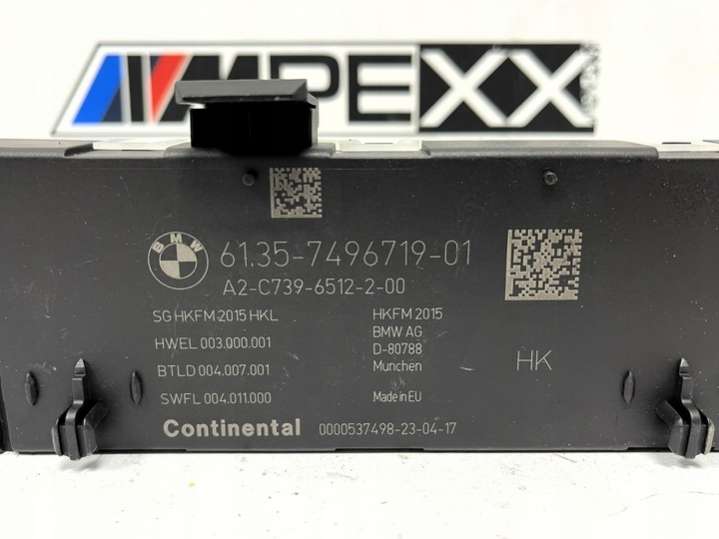 MPEXX
BMW
61.35-7496719-01
A2-C739-6512-2-00
SG HKFM 2015 HKL
HWEL 003.000.001
BTLD 004.007.001
SWFL 004.011.000
HKFM 2015
BMW AG
D-80788
Munchen
Made in EU
HK
Continental 0000537498-23-04-17